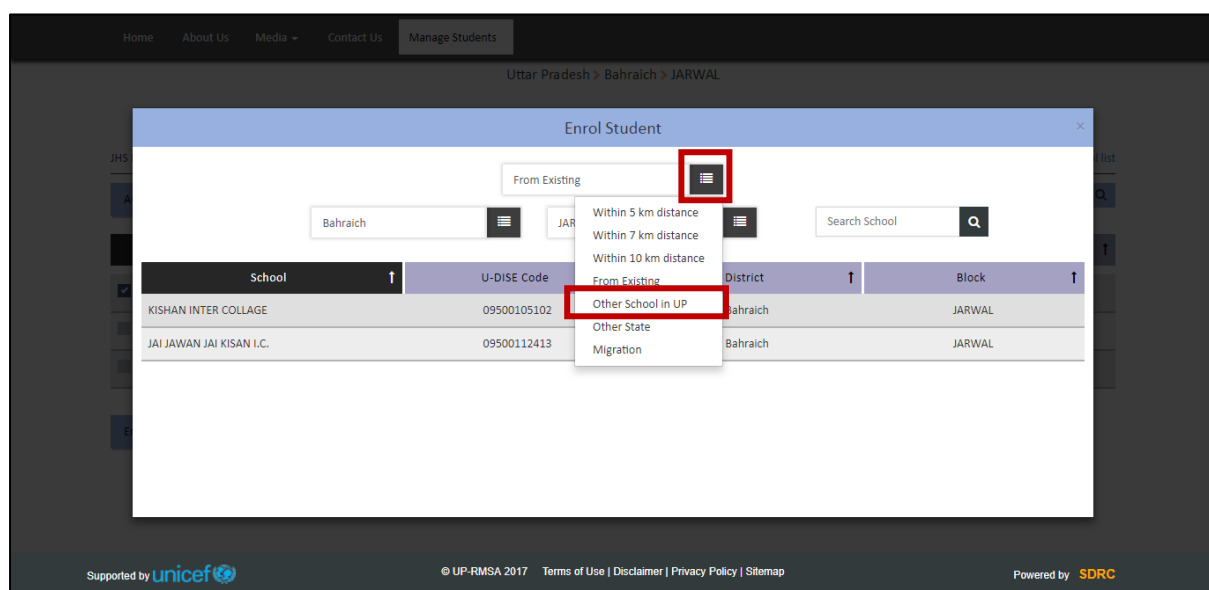 Home About Us Media Contact Us Manage Students
Uttar Pradesh > Bahraich > JARWAL
Enrol Student ×
JHS
l list
From Existing
A
Bahraich
JAR
Search School
Within 5 km distance
Within 7 km distance
Within 10 km distance
From Existing
Other School in UP
Other State
Migration
School U-DISE Code District Block
KISHAN INTER COLLAGE 09500105102 Bahraich JARWAL
JAI JAWAN JAI KISAN I.C. 09500112413 Bahraich JARWAL
E
Supported by unicef © UP-RMSA 2017 Terms of Use | Disclaimer | Privacy Policy | Sitemap Powered by SDRC